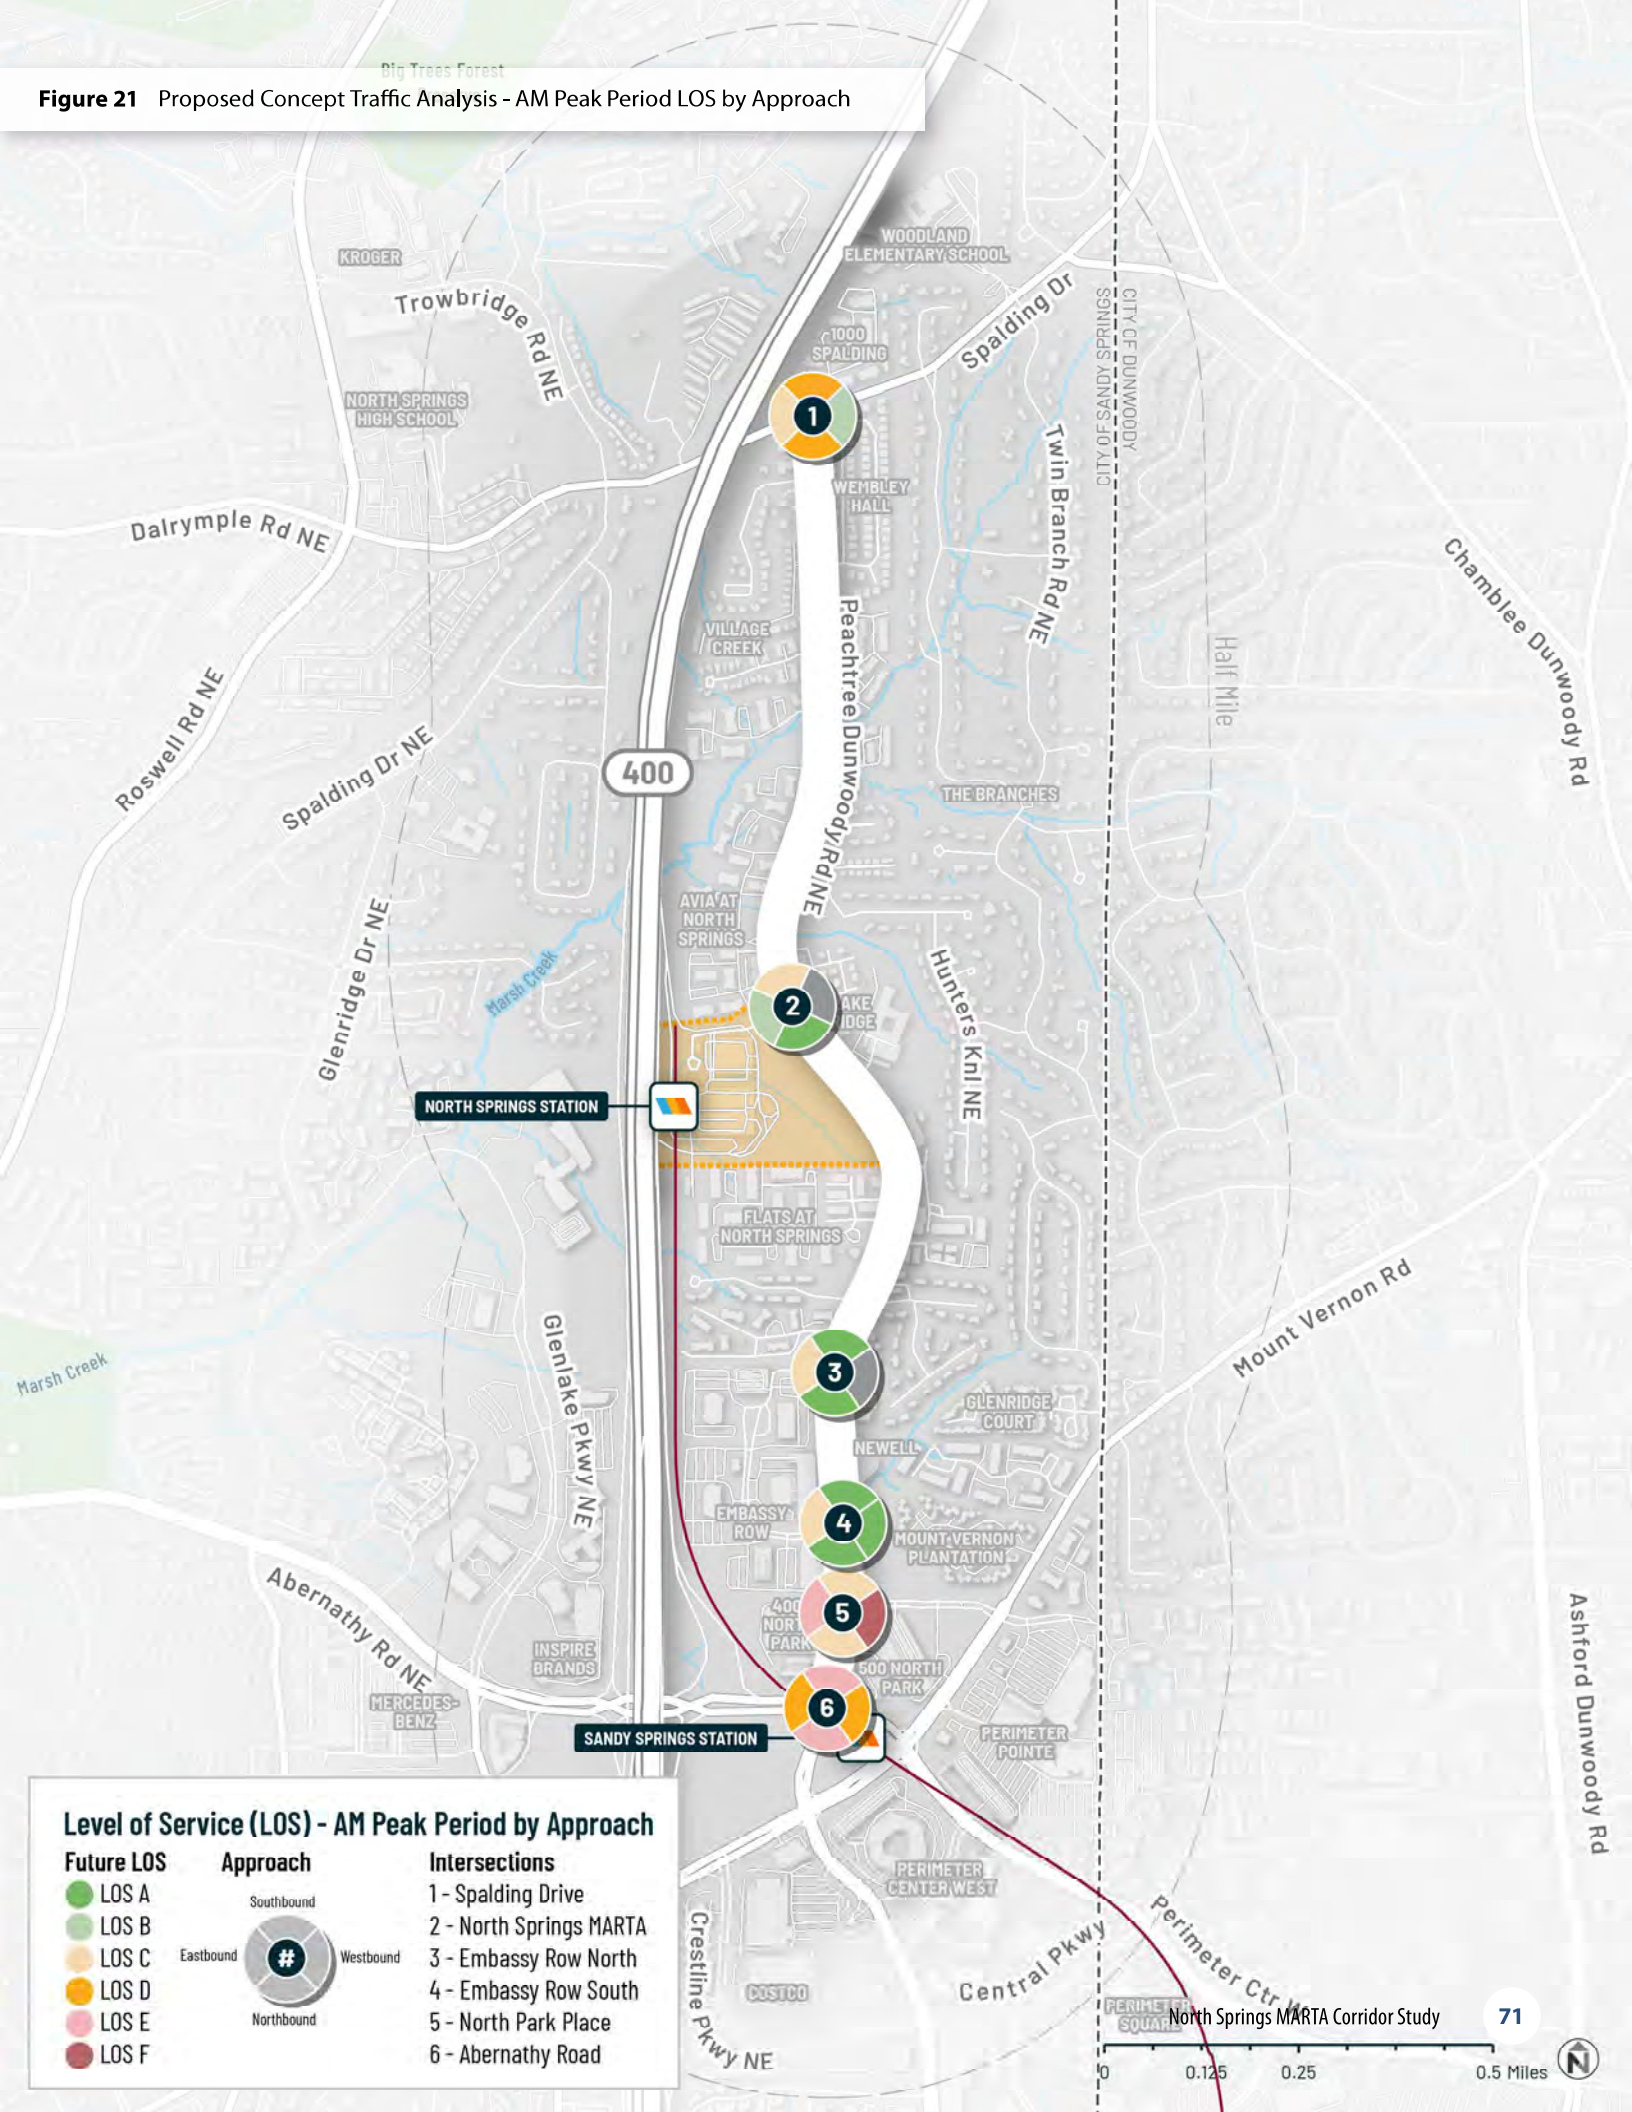 Big Trees Forest
Figure 21 Proposed Concept Traffic Analysis - AM Peak Period LOS by Approach
WOODLAND
ELEMENTARY SCHOOL
KROGER
Trowbridge Rd NE
Spalding Dr
CITY OF SANDY SPRINGS
CITY OF DUNWOODY
1000
SPALDING
NORTH SPRINGS
HIGH SCHOOL
1
WEMBLEY
HALL
Twin Branch Rd NE
Dalrymple Rd NE
Chamblee Dunwoody Rd
Peachtree Dunwoody Rd NE
VILLAGE
CREEK
Half Mile
Roswell Rd NE
Spalding Dr NE
400
THE BRANCHES
AVIA AT
NORTH
SPRINGS
Glenridge Dr NE
Marsh Creek
Hunters Knl NE
2
AKE
DGE
NORTH SPRINGS STATION
FLATS AT
NORTH SPRINGS
Mount Vernon Rd
Glenlake Pkwy NE
Marsh Creek
3
GLENRIDGE
COURT
NEWELL
EMBASSY
ROW
4
MOUNT VERNON
PLANTATION
Abernathy Rd NE
400
NORT
PARK
5
Ashford Dunwoody Rd
INSPIRE
BRANDS
500 NORTH
PARK
MERCEDES-
BENZ
6
SANDY SPRINGS STATION
PERIMETER
POINTE
PERIMETER
CENTER WEST
Crestline Pkwy NE
COSTCO
Central Pkwy
Perimeter Ctr W
PERIMETER
SQUARE
Level of Service (LOS) - AM Peak Period by Approach
Future LOS
LOS A
LOS B
LOS C
LOS D
LOS E
LOS F
Approach
Southbound
Eastbound
#
Westbound
Northbound
Intersections
1 - Spalding Drive
2 - North Springs MARTA
3 - Embassy Row North
4 - Embassy Row South
5 - North Park Place
6 - Abernathy Road
North Springs MARTA Corridor Study 71
0 0.125 0.25 0.5 Miles
N